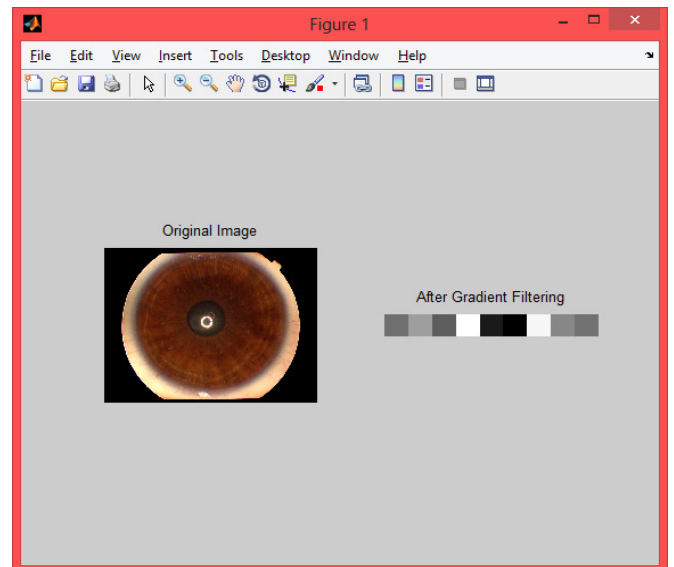 Figure 1
File Edit View Insert Tools Desktop Window Help
Original Image
After Gradient Filtering